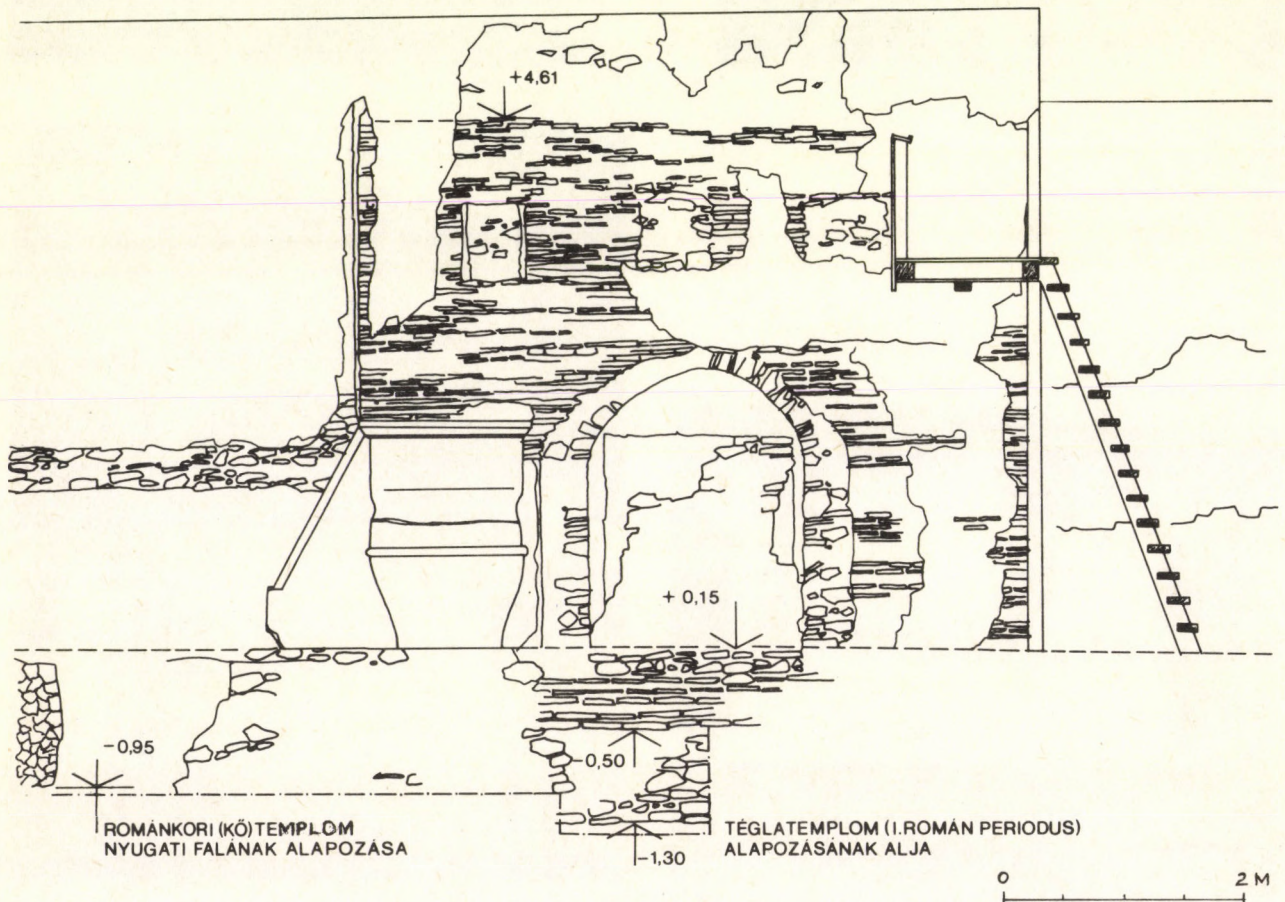 +4,61
+ 0,15
-0,95
-0,50
ROMÁNKORI (KŐ)TEMPLOM
NYUGATI FALÁNAK ALAPOZÁSA
TÉGLATEMPLOM (I.ROMÁN PERIODUS)
ALAPOZÁSÁNAK ALJA
-1,30
0 2 M